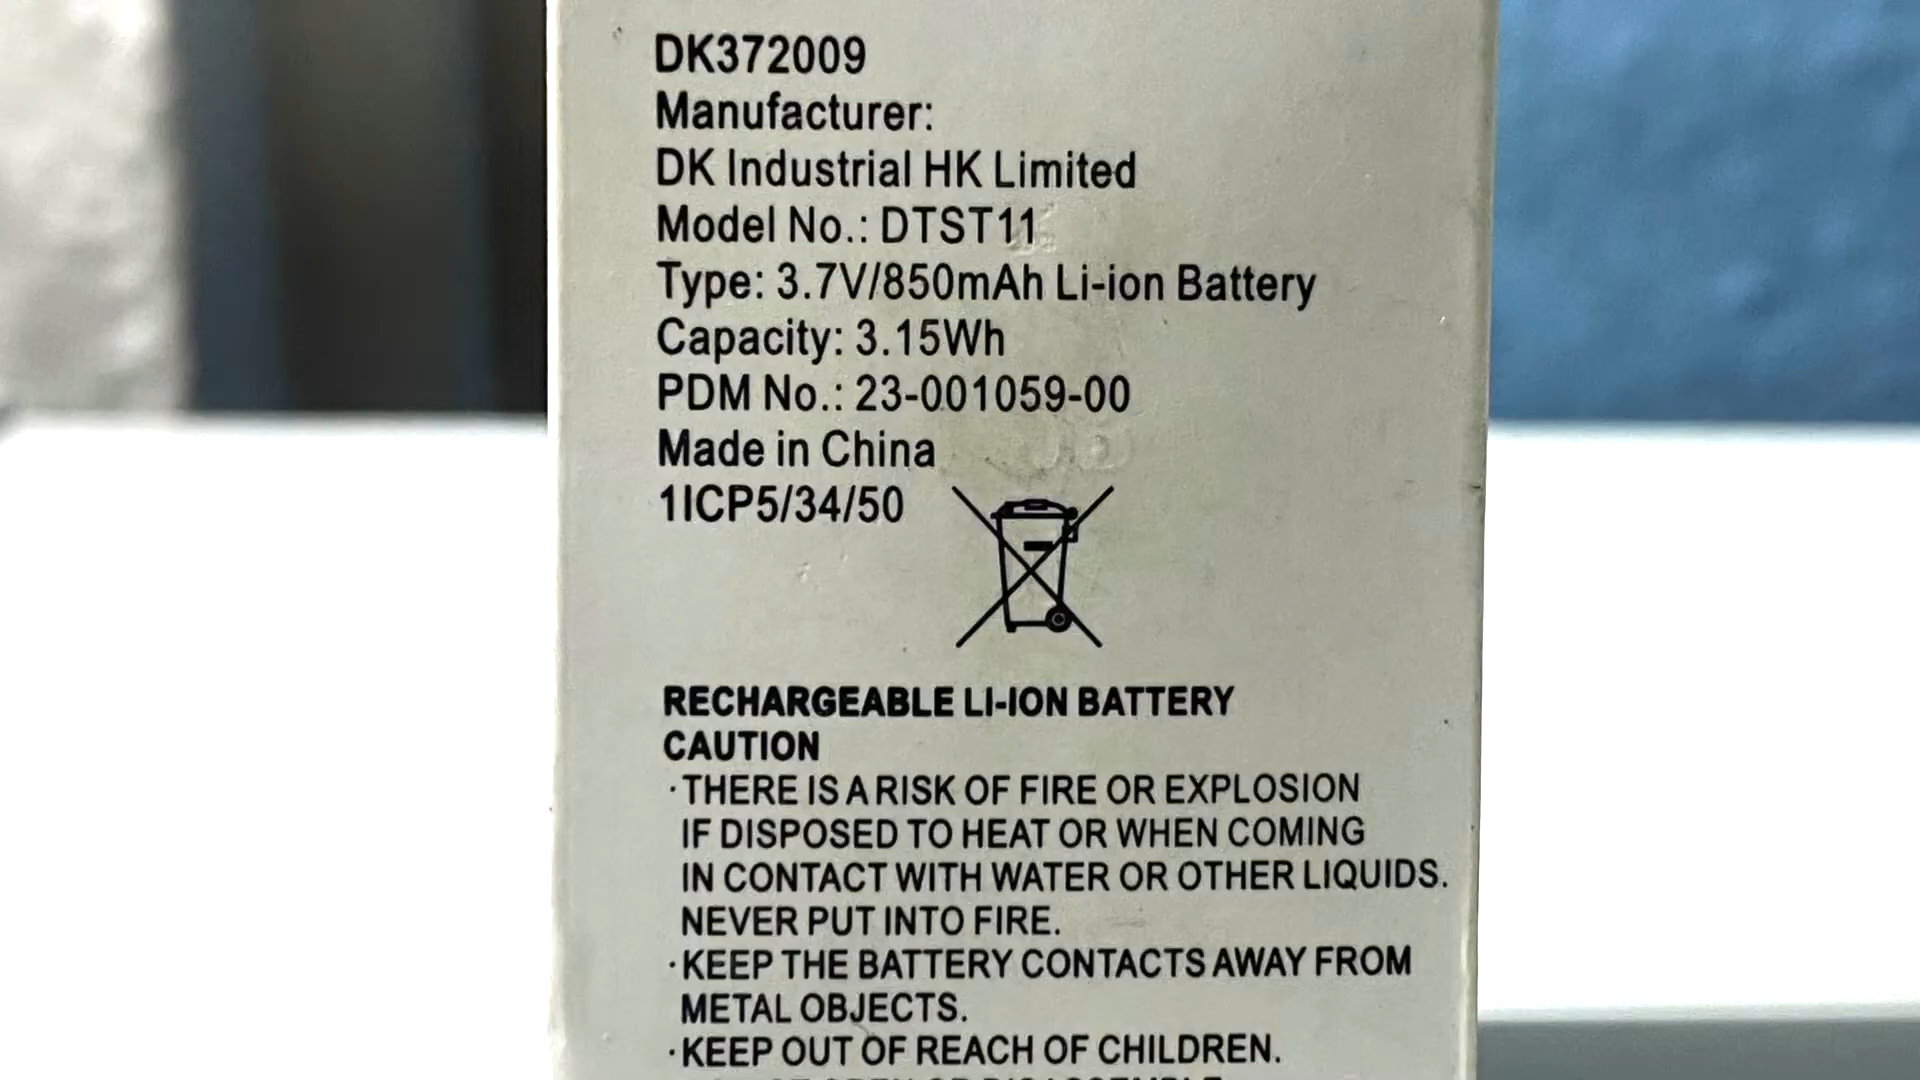 DK372009
Manufacturer:
DK Industrial HK Limited
Model No.: DTST11
Type: 3.7V/850mAh Li-ion Battery
Capacity: 3.15Wh
PDM No.: 23-001059-00
Made in China
1ICP5/34/50
RECHARGEABLE LI-ION BATTERY
CAUTION
·THERE IS A RISK OF FIRE OR EXPLOSION
IF DISPOSED TO HEAT OR WHEN COMING
IN CONTACT WITH WATER OR OTHER LIQUIDS.
NEVER PUT INTO FIRE.
·KEEP THE BATTERY CONTACTS AWAY FROM
METAL OBJECTS.
·KEEP OUT OF REACH OF CHILDREN.